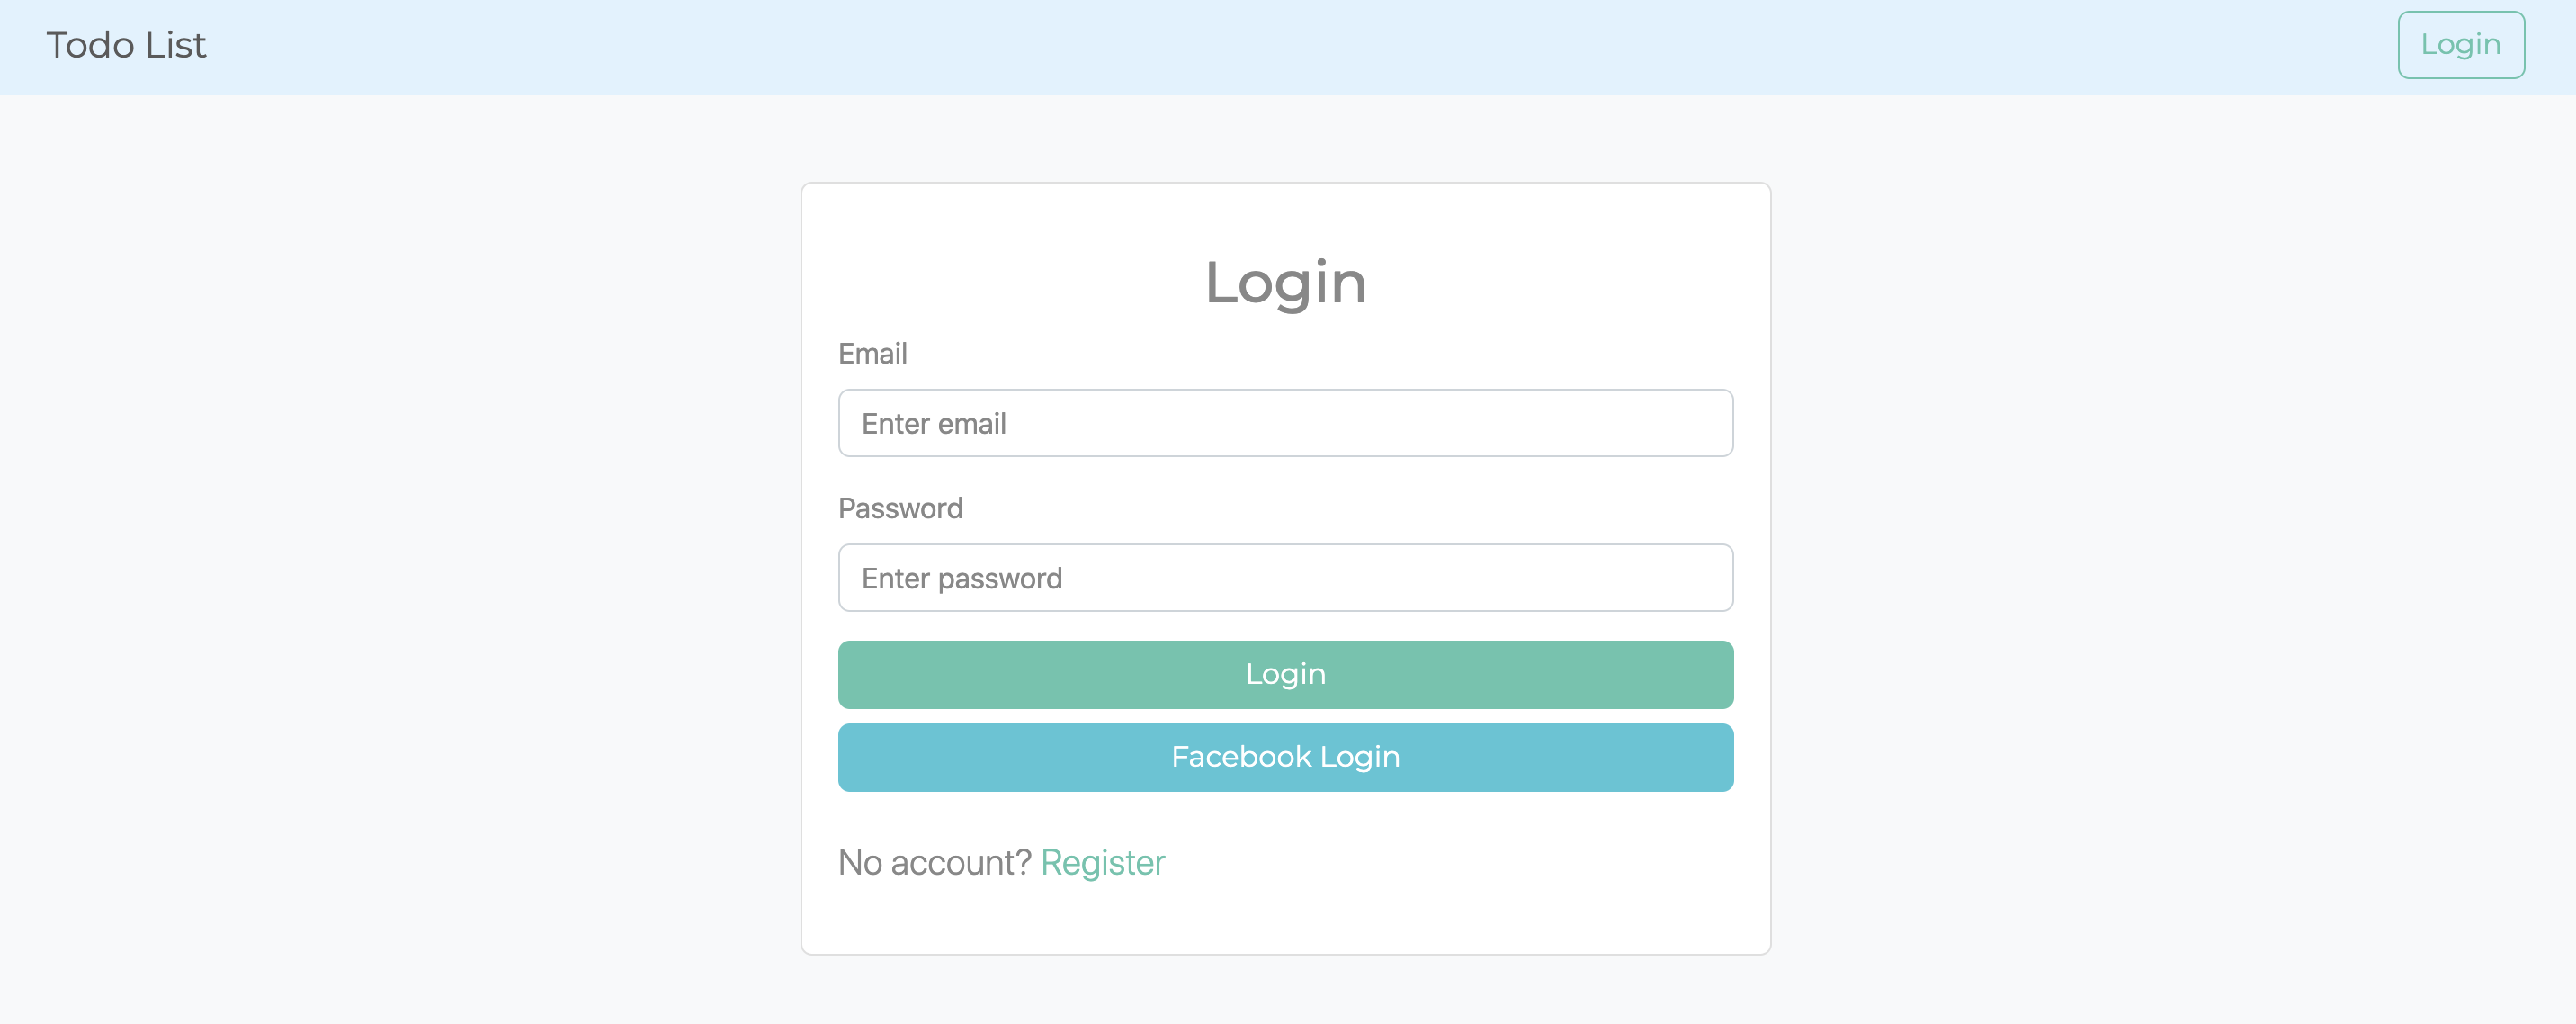 Todo List
Login
Login
Email
Enter email
Password
Enter password
Login
Facebook Login
No account? Register